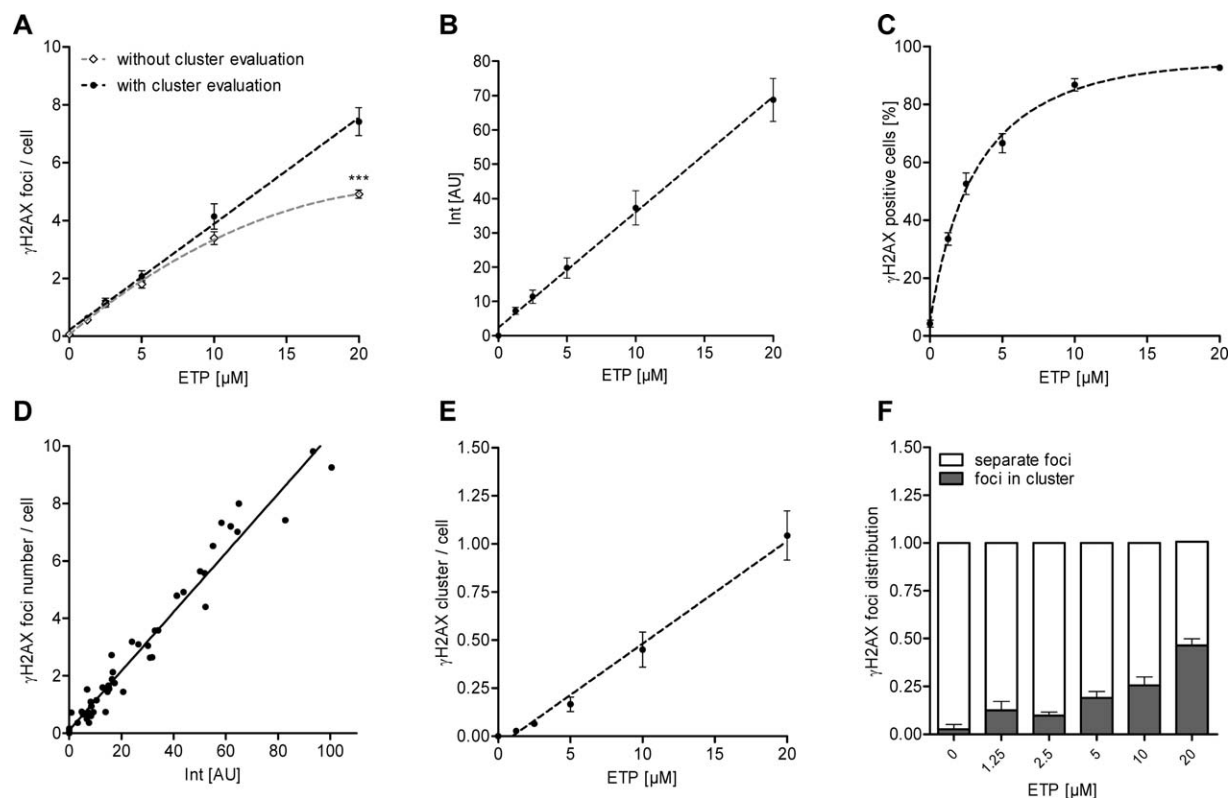 A
10
8
6
4
2
0
γH2AX foci / cell
without cluster evaluation
with cluster evaluation
***
0 5 10 15 20
ETP [µM]
B
80
70
60
50
40
30
20
10
0
Int [AU]
0 5 10 15 20
ETP [µM]
C
100
80
60
40
20
0
γH2AX positive cells [%]
0 5 10 15 20
ETP [µM]
D
10
8
6
4
2
0
γH2AX foci number / cell
0 20 40 60 80 100
Int [AU]
E
1.50
1.25
1.00
0.75
0.50
0.25
0.00
γH2AX cluster / cell
0 5 10 15 20
ETP [µM]
F
1.50
1.25
1.00
0.75
0.50
0.25
0.00
γH2AX foci distribution
separate foci
foci in cluster
0 1.25 2.5 5 10 20
ETP [µM]